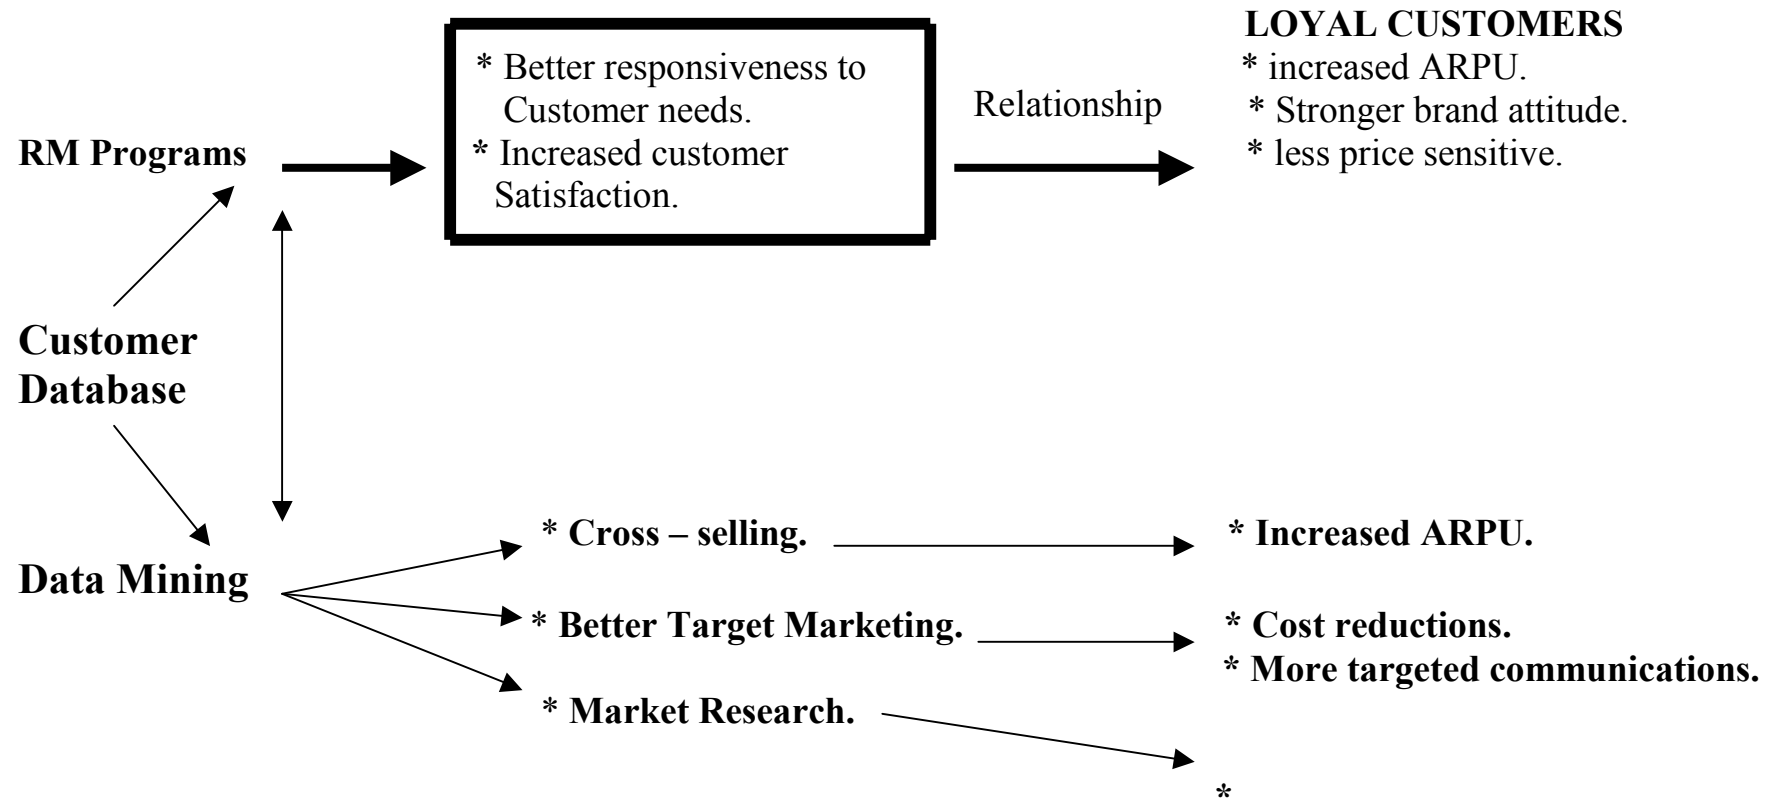 LOYAL CUSTOMERS
* Better responsiveness to
Customer needs.
* Increased customer
Satisfaction.
Relationship
* increased ARPU.
* Stronger brand attitude.
* less price sensitive.
RM Programs
Customer
Database
Data Mining
* Cross – selling.
* Increased ARPU.
* Better Target Marketing.
* Cost reductions.
* More targeted communications.
* Market Research.
*